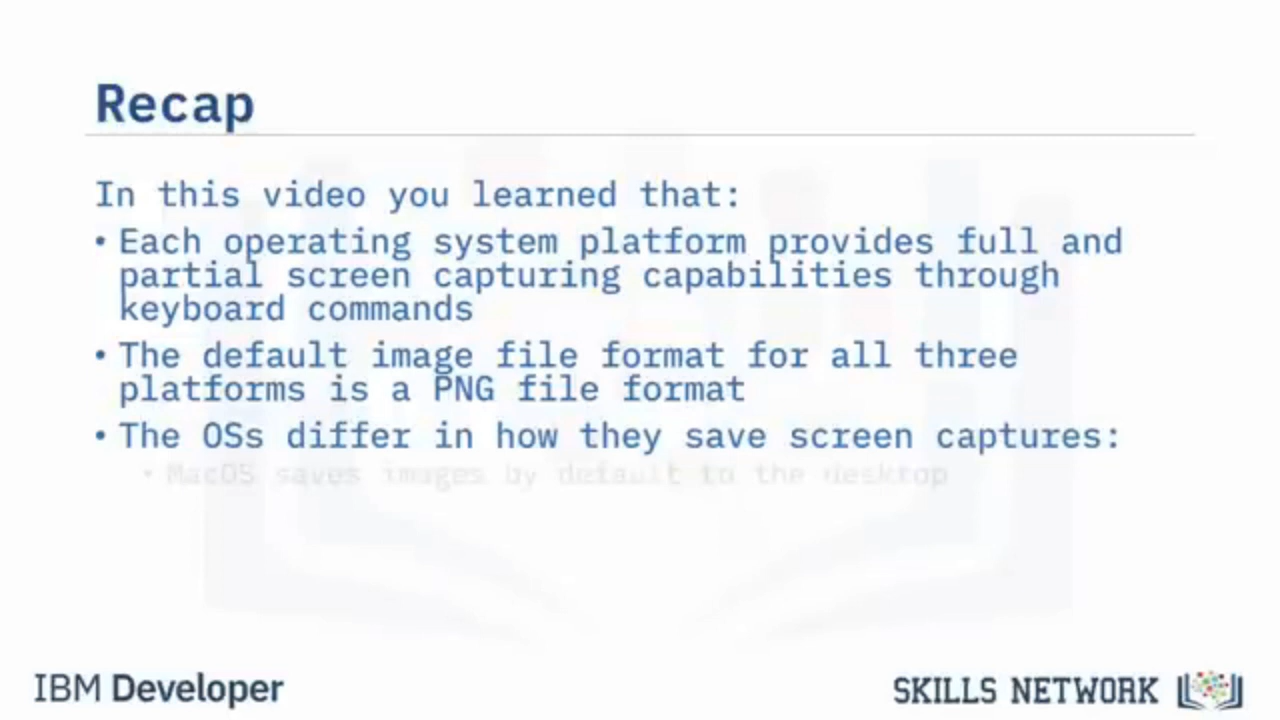 Recap
In this video you learned that:
• Each operating system platform provides full and
partial screen capturing capabilities through
keyboard commands
• The default image file format for all three
platforms is a PNG file format
• The OSs differ in how they save screen captures:
• MacOS saves images by default to the desktop
IBM Developer
SKILLS NETWORK